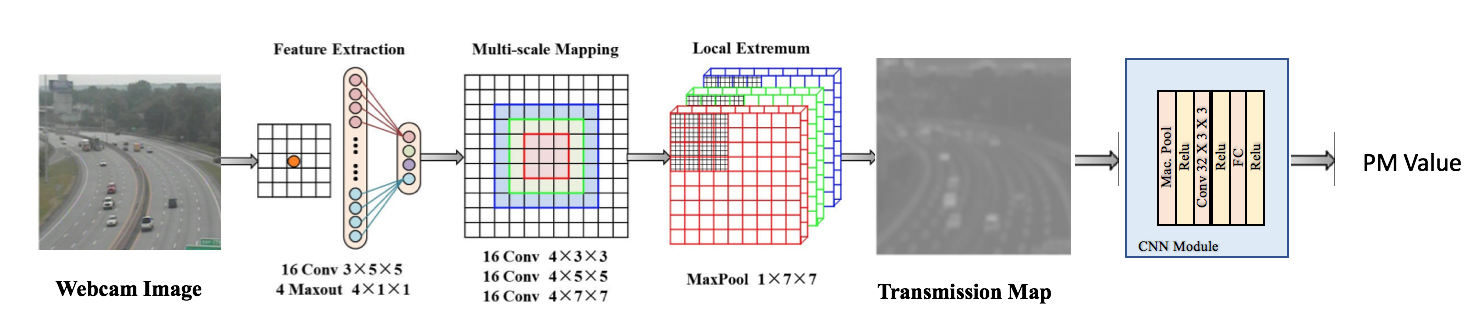 Feature Extraction
Multi-scale Mapping
Local Extremum
16 Conv 3×5×5
4 Maxout 4×1×1
16 Conv 4×3×3
16 Conv 4×5×5
16 Conv 4×7×7
MaxPool 1×7×7
Webcam Image
Transmission Map
Mac. Pool
Relu
Conv 32 X 3 X 3
Relu
FC
Relu
CNN Module
PM Value